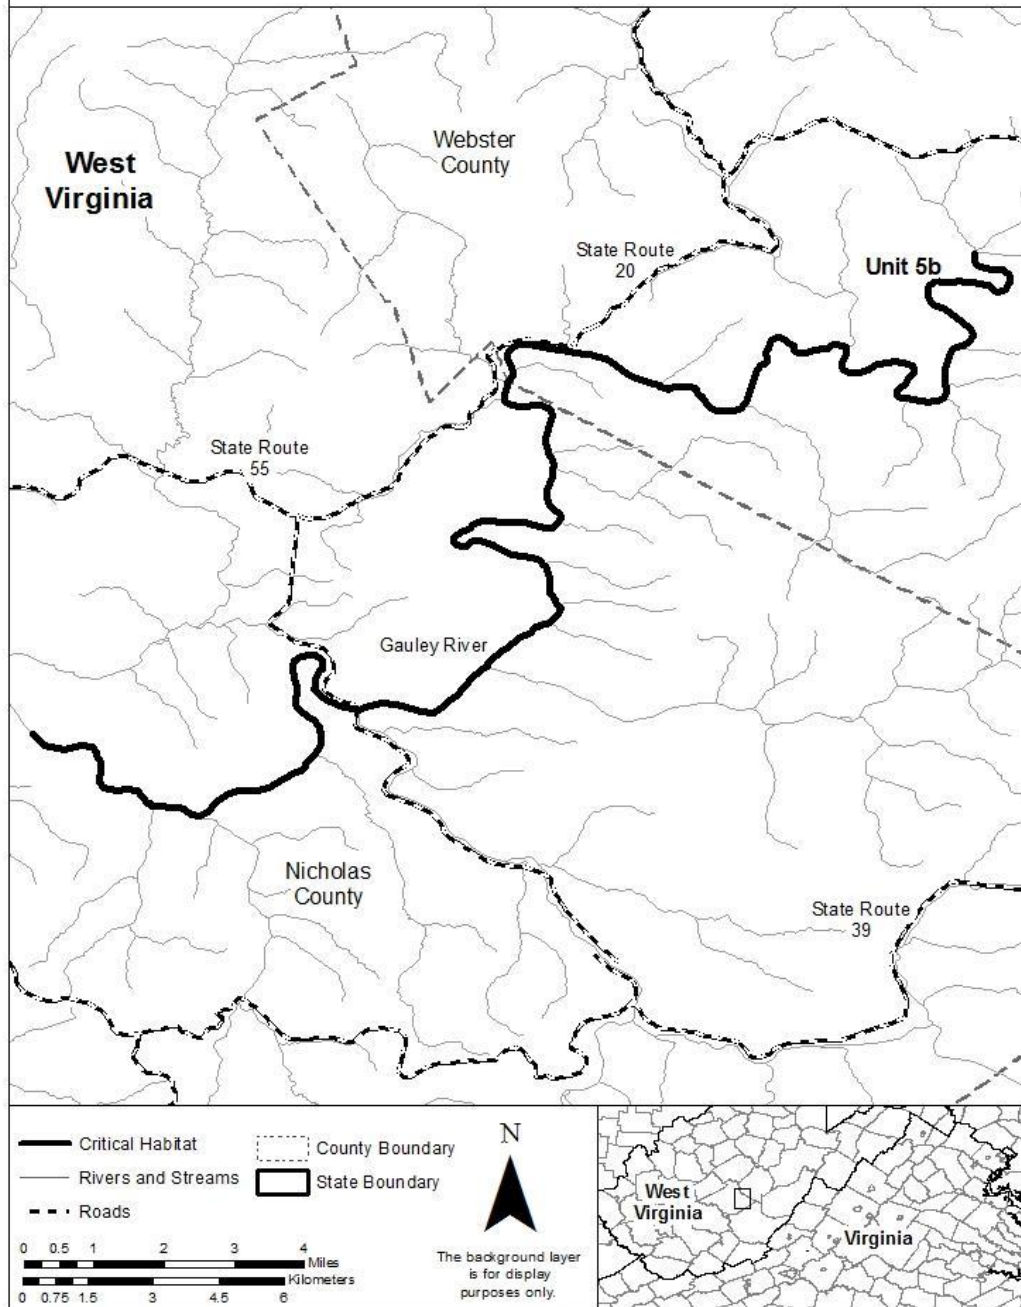 West
Virginia
Webster
County
State Route
20
Unit 5b
State Route
55
Gauley River
Nicholas
County
State Route
39
Critical Habitat
Rivers and Streams
Roads
County Boundary
State Boundary
0 0.5 1 2 3 4
Miles
Kilometers
0 0.75 1.5 3 4.5 6
N
The background layer
is for display
purposes only.
West
Virginia
Virginia